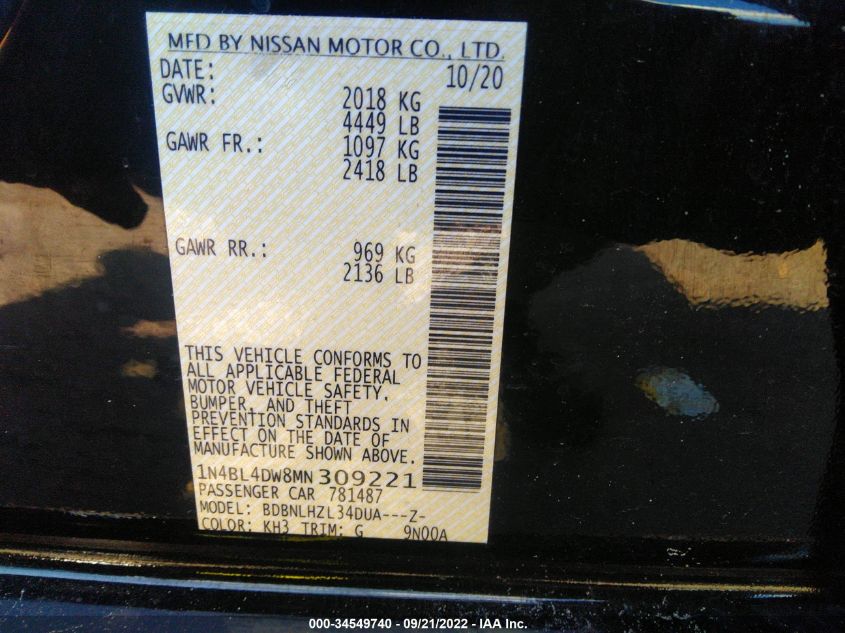 MFD BY NISSAN MOTOR CO., LTD.
DATE: 10/20
GVWR: 2018 KG
4449 LB
GAWR FR.: 1097 KG
2418 LB
GAWR RR.: 969 KG
2136 LB
THIS VEHICLE CONFORMS TO
ALL APPLICABLE FEDERAL
MOTOR VEHICLE SAFETY,
BUMPER, AND THEFT
PREVENTION STANDARDS IN
EFFECT ON THE DATE OF
MANUFACTURE SHOWN ABOVE.
1N4BL4DW8MN309221
PASSENGER CAR 781487
MODEL: BDBNLHZL34DUA---Z-
COLOR: KH3 TRIM: G 9N00A
000-34549740 - 09/21/2022 - IAA Inc.